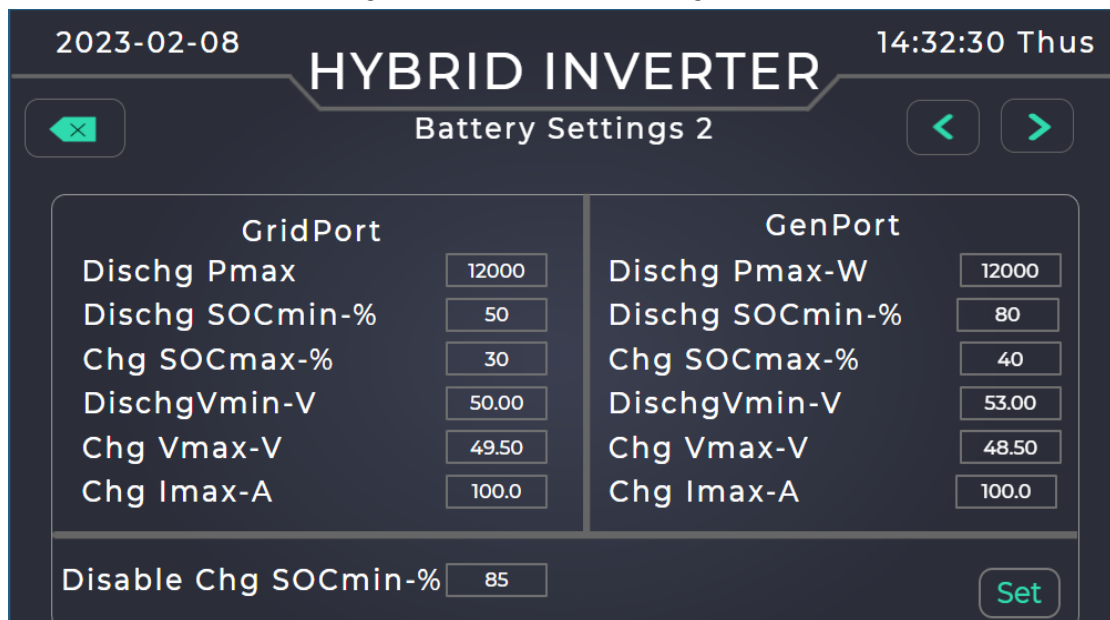 2023-02-08
14:32:30 Thus
HYBRID INVERTER
Battery Settings 2
GridPort
Dischg Pmax 12000
Dischg SOCmin-% 50
Chg SOCmax-% 30
DischgVmin-V 50.00
Chg Vmax-V 49.50
Chg Imax-A 100.0
GenPort
Dischg Pmax-W 12000
Dischg SOCmin-% 80
Chg SOCmax-% 40
DischgVmin-V 53.00
Chg Vmax-V 48.50
Chg Imax-A 100.0
Disable Chg SOCmin-% 85
Set